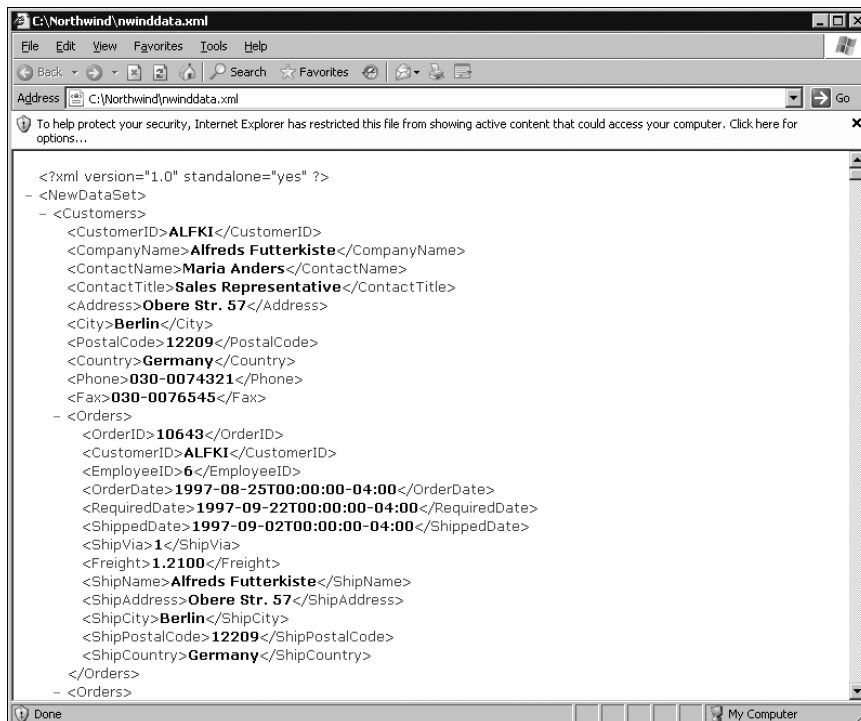 C:\Northwind\nwinddata.xml
File Edit View Favorites Tools Help
Back Search Favorites
Address C:\Northwind\nwinddata.xml Go
To help protect your security, Internet Explorer has restricted this file from showing active content that could access your computer. Click here for
options...
<?xml version="1.0" standalone="yes" ?>
- <NewDataSet>
- <Customers>
<CustomerID>ALFKI</CustomerID>
<CompanyName>Alfreds Futterkiste</CompanyName>
<ContactName>Maria Anders</ContactName>
<ContactTitle>Sales Representative</ContactTitle>
<Address>Obere Str. 57</Address>
<City>Berlin</City>
<PostalCode>12209</PostalCode>
<Country>Germany</Country>
<Phone>030-0074321</Phone>
<Fax>030-0076545</Fax>
- <Orders>
<OrderID>10643</OrderID>
<CustomerID>ALFKI</CustomerID>
<EmployeeID>6</EmployeeID>
<OrderDate>1997-08-25T00:00:00-04:00</OrderDate>
<RequiredDate>1997-09-22T00:00:00-04:00</RequiredDate>
<ShippedDate>1997-09-02T00:00:00-04:00</ShippedDate>
<ShipVia>1</ShipVia>
<Freight>1.2100</Freight>
<ShipName>Alfreds Futterkiste</ShipName>
<ShipAddress>Obere Str. 57</ShipAddress>
<ShipCity>Berlin</ShipCity>
<ShipPostalCode>12209</ShipPostalCode>
<ShipCountry>Germany</ShipCountry>
</Orders>
- <Orders>
Done My Computer